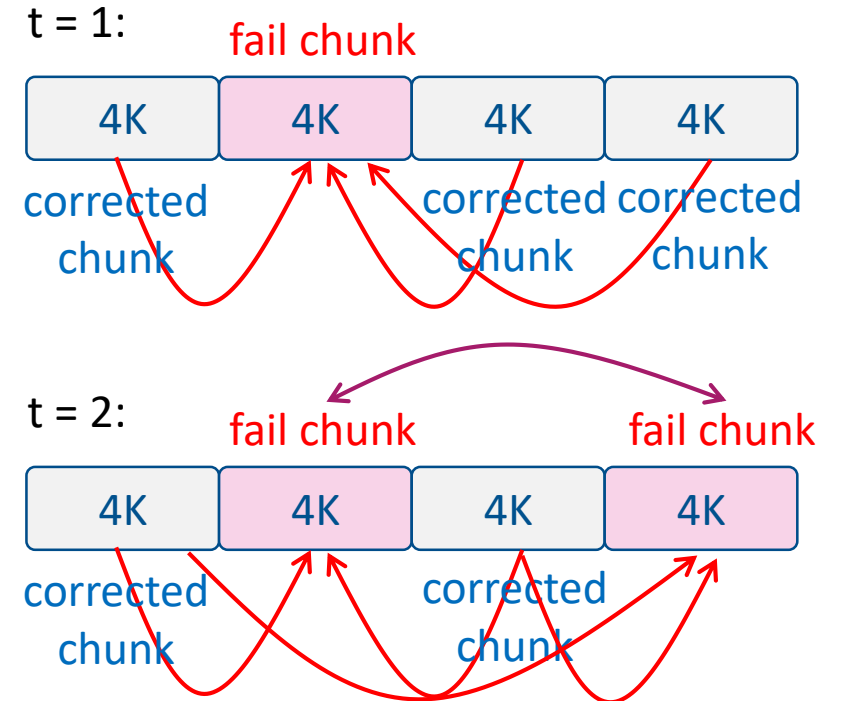 t = 1:
fail chunk
4K 4K 4K 4K
corrected corrected corrected
chunk chunk chunk
t = 2:
fail chunk fail chunk
4K 4K 4K 4K
corrected corrected
chunk chunk